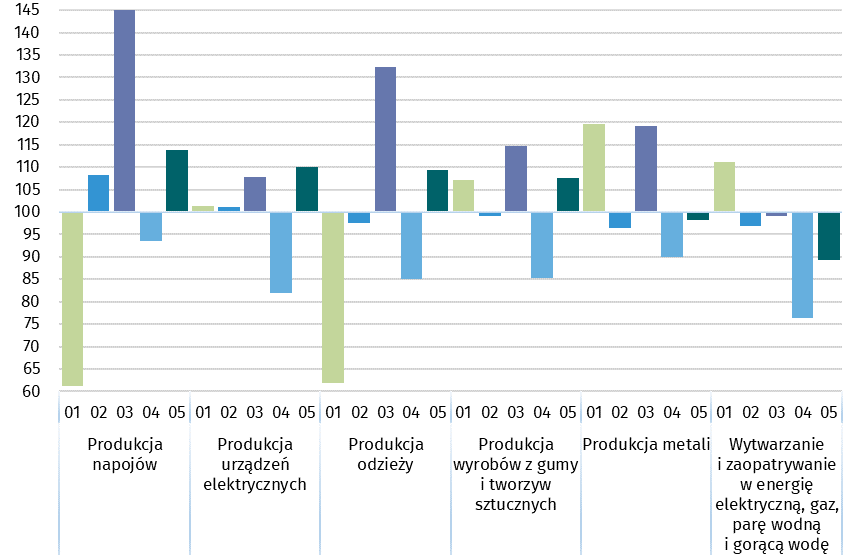 145
140
135
130
125
120
115
110
105
100
95
90
85
80
75
70
65
60
01 02 03 04 05 01 02 03 04 05 01 02 03 04 05 01 02 03 04 05 01 02 03 04 05 01 02 03 04 05
Produkcja
napojów
Produkcja
urządzeń
elektrycznych
Produkcja
odzieży
Produkcja
wyrobów z gumy
i tworzyw
sztucznych
Produkcja metali
Wytwarzanie
i zaopatrywanie
w energię
elektryczną, gaz,
parę wodną
i gorącą wodę